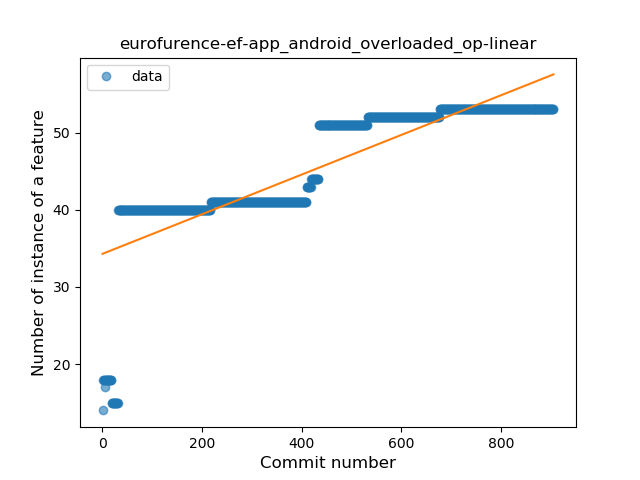 eurofurence-ef-app_android_overloaded_op-linear
data
Number of instance of a feature
50
40
30
20
0
200
400
600
800
Commit number